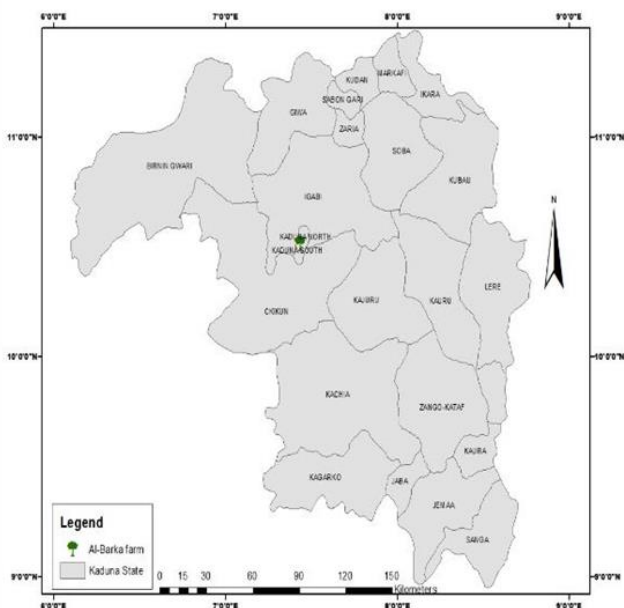 6°0'0"E 7°0'0"E 8°0'0"E 9°0'0"E
MARKAFI
KUDAN
IKARA
SABON GARI
GIWA
ZARIA
11°0'0"N 11°0'0"N
SOBA
BIRNIN GWARI
KUBAU
IGABI
N
KADUNA NORTH
KADUNA SOUTH
LERE
KAJURU
KAURU
CKIKUN
10°0'0"N 10°0'0"N
KACHIA
ZANGO-KATAF
KAJIRA
KAGARKO
JABA
JEMAA
SANGA
Legend
Al-Barka farm
Kaduna State
0 15 30 60 90 120 150
Kilometers
9°0'0"N 9°0'0"N
6°0'0"E 7°0'0"E 8°0'0"E 9°0'0"E